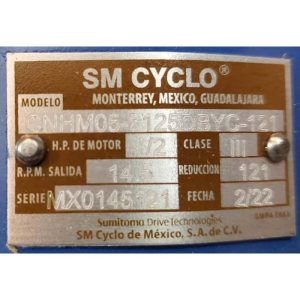 SM CYCLO®
MONTERREY, MEXICO, GUADALAJARA
MODELO
H.P. DE MOTOR 1/2 CLASE III
R.P.M. SALIDA REDUCCION 121
SERIE FECHA 2/22
Sumitomo Drive Technologies
SM Cyclo de México, S.A. de C.V.